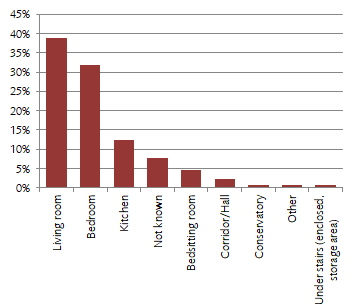 45%
40%
35%
30%
25%
20%
15%
10%
5%
0%
Living room
Bedroom
Kitchen
Not known
Bedsitting room
Corridor/Hall
Conservatory
Other
Under stairs (enclosed,
storage area)